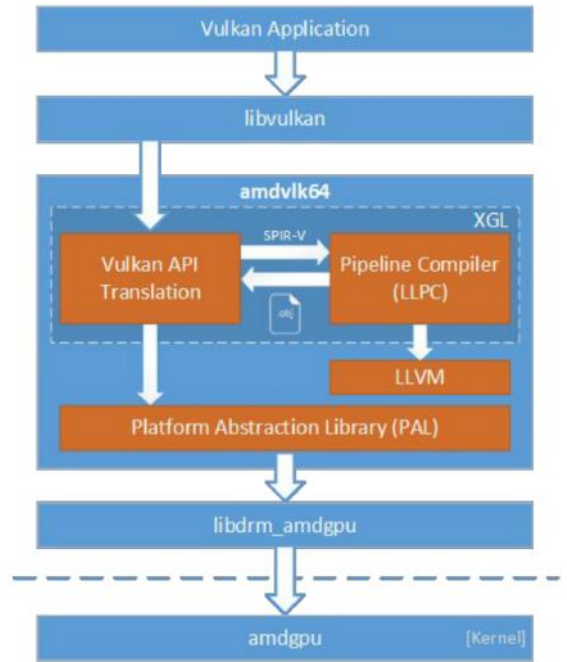 Vulkan Application
libvulkan
amdvlk64
XGL
SPIR-V
Vulkan API
Translation
Pipeline Compiler
(LLPC)
LLVM
Platform Abstraction Library (PAL)
libdrm_amdgpu
amdgpu
[Kernel]